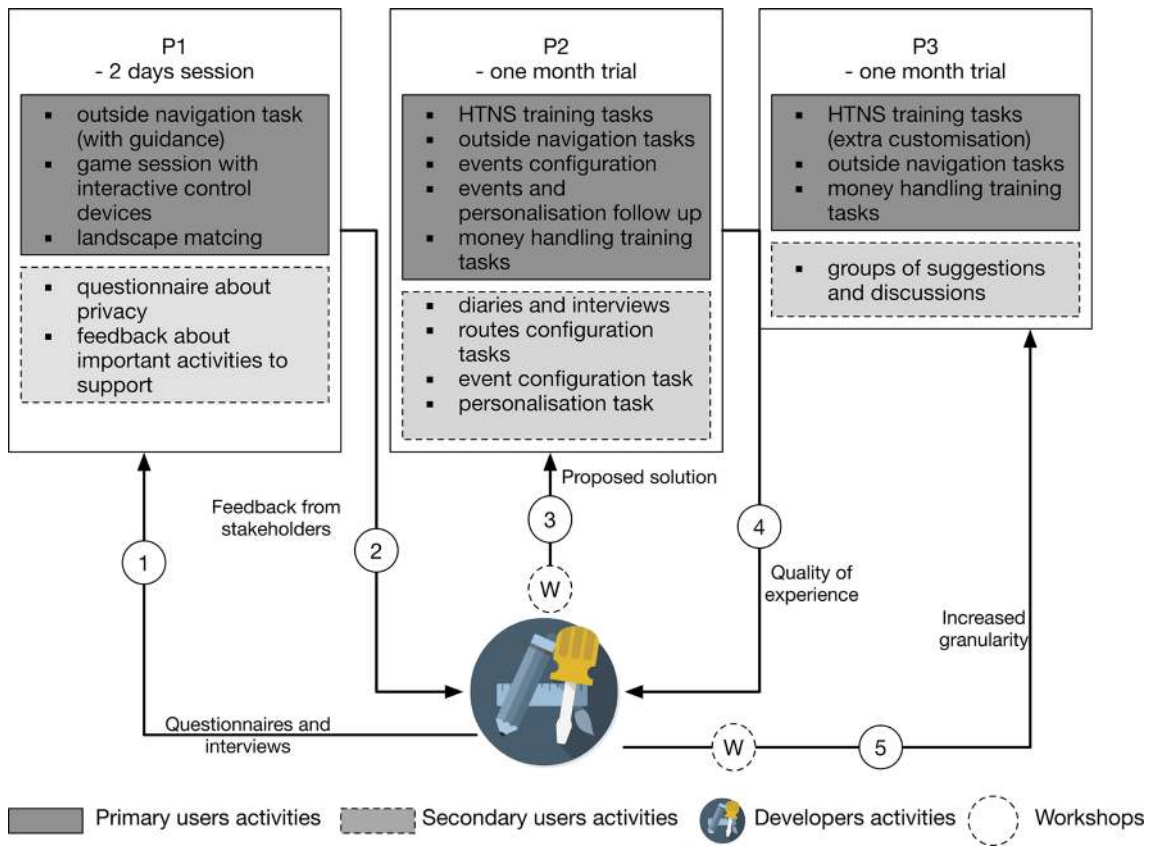 P1
- 2 days session
outside navigation task
(with guidance)
game session with
interactive control
devices
landscape matcing
questionnaire about
privacy
feedback about
important activities to
support
P2
- one month trial
HTNS training tasks
outside navigation tasks
events configuration
events and
personalisation follow up
money handling training
tasks
diaries and interviews
routes configuration
tasks
event configuration task
personalisation task
P3
- one month trial
HTNS training tasks
(extra customisation)
outside navigation tasks
money handling training
tasks
groups of suggestions
and discussions
1
Feedback from
stakeholders
2
Proposed solution
3
W
4
Quality of
experience
Increased
granularity
Questionnaires and
interviews
W
5
Primary users activities
Secondary users activities
Developers activities
Workshops